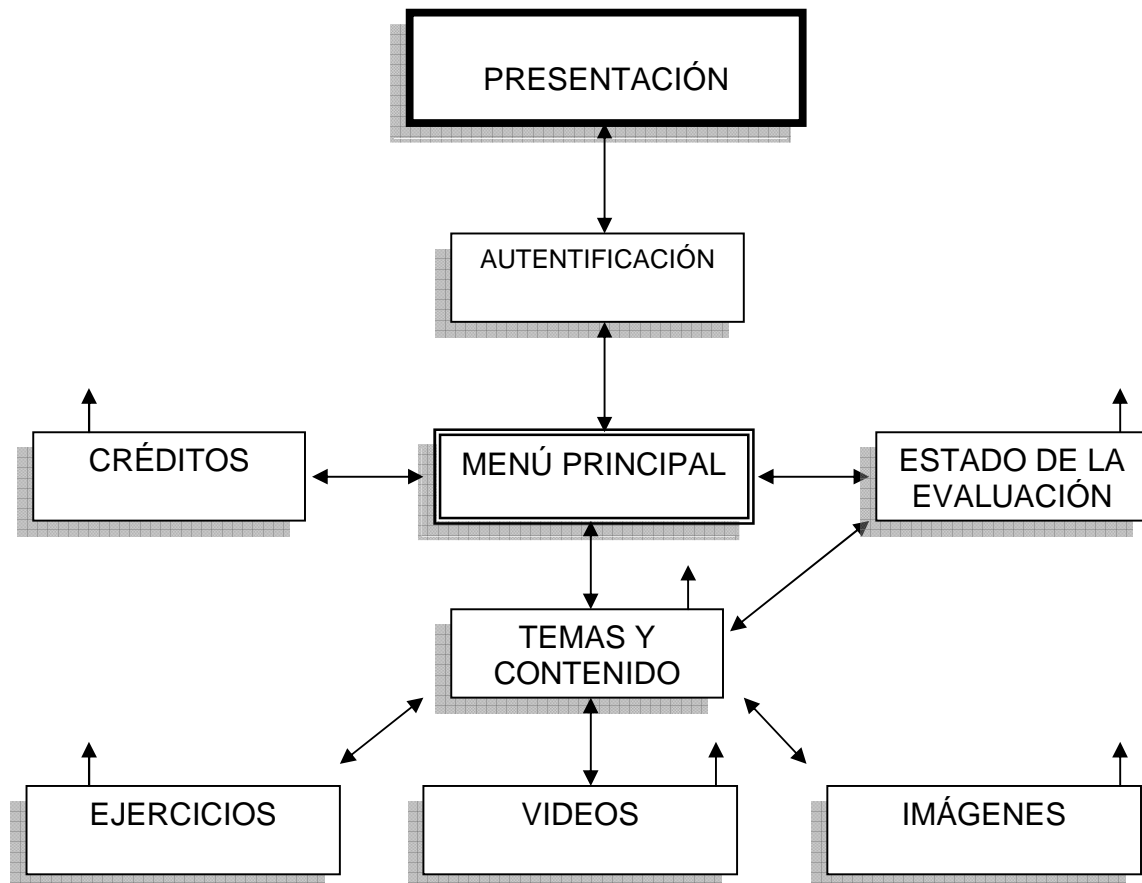 PRESENTACIÓN
AUTENTIFICACIÓN
CRÉDITOS
MENÚ PRINCIPAL
ESTADO DE LA
EVALUACIÓN
TEMAS Y
CONTENIDO
EJERCICIOS
VIDEOS
IMÁGENES